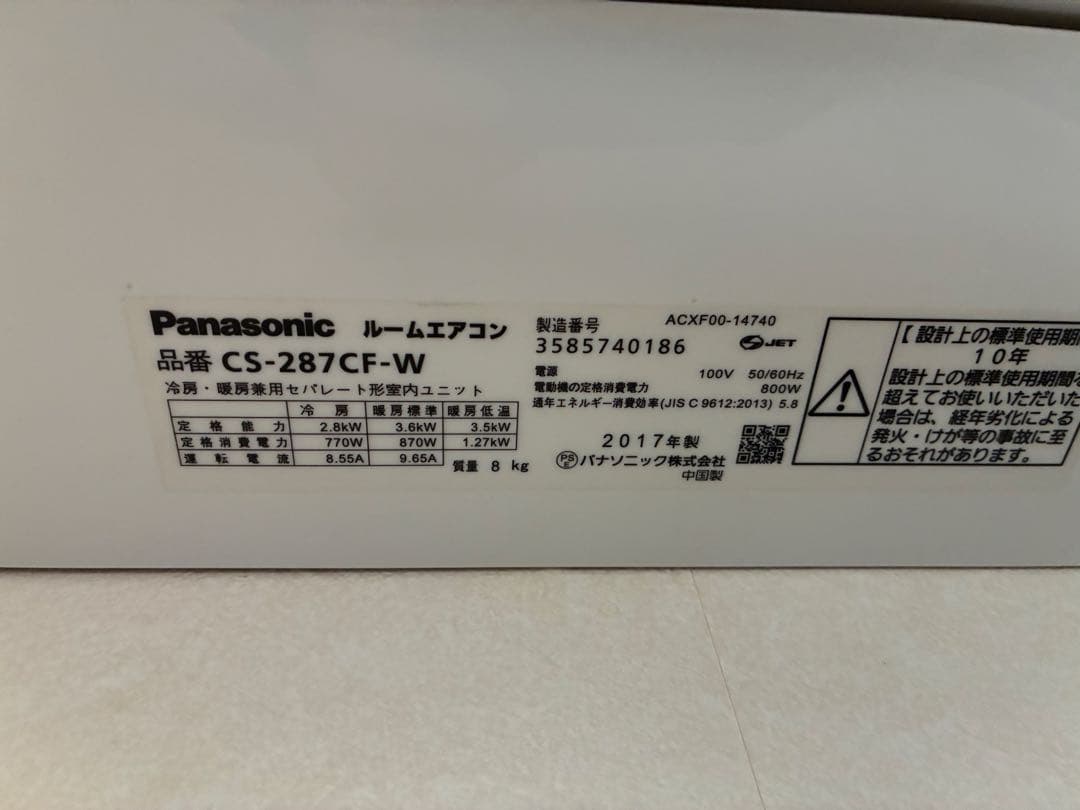 Panasonic ルームエアコン
品番 CS-287CF-W
冷房・暖房兼用セパレート形室内ユニット
冷房 暖房標準 暖房低温
定格能力 2.8kW 3.6kW 3.5kW
定格消費電力 770W 870W 1.27kW
運転電流 8.55A 9.65A
質量 8 kg
製造番号 ACXF00-14740
3585740186 JET
電源 100V 50/60Hz
電動機の定格消費電力 800W
通年エネルギー消費効率(JIS C 9612:2013) 5.8
2017年製
PSE パナソニック株式会社
中国製
【設計上の標準使用期
10年
設計上の標準使用期間を
超えてお使いいただいた
場合は、経年劣化による
発火・けが等の事故に至
るおそれがあります。